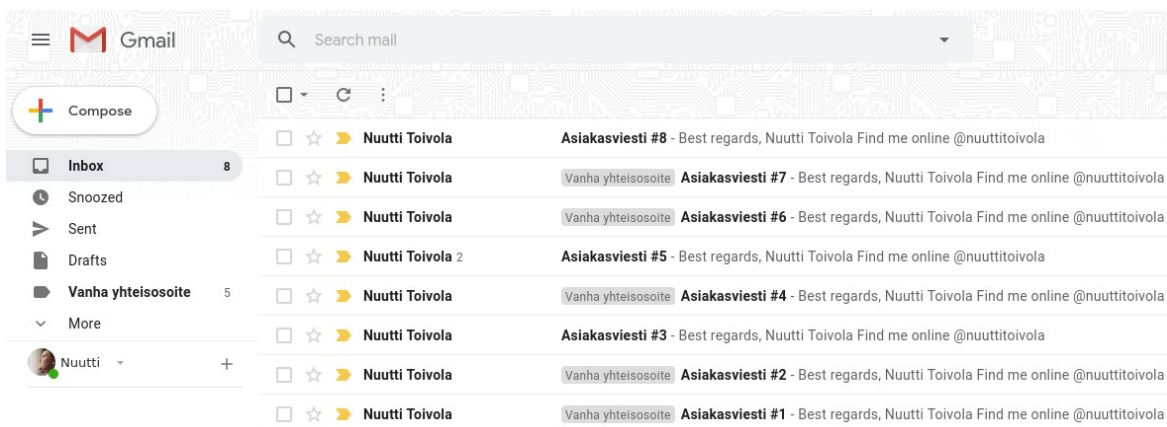 Gmail
Search mail
Compose
Inbox 8
Snoozed
Sent
Drafts
Vanha yhteisosoite 5
More
Nuutti
Nuutti Toivola Asiakasviesti #8 - Best regards, Nuutti Toivola Find me online @nuuttitoivola
Nuutti Toivola Vanha yhteisosoite Asiakasviesti #7 - Best regards, Nuutti Toivola Find me online @nuuttitoivola
Nuutti Toivola Vanha yhteisosoite Asiakasviesti #6 - Best regards, Nuutti Toivola Find me online @nuuttitoivola
Nuutti Toivola 2 Asiakasviesti #5 - Best regards, Nuutti Toivola Find me online @nuuttitoivola
Nuutti Toivola Vanha yhteisosoite Asiakasviesti #4 - Best regards, Nuutti Toivola Find me online @nuuttitoivola
Nuutti Toivola Asiakasviesti #3 - Best regards, Nuutti Toivola Find me online @nuuttitoivola
Nuutti Toivola Vanha yhteisosoite Asiakasviesti #2 - Best regards, Nuutti Toivola Find me online @nuuttitoivola
Nuutti Toivola Vanha yhteisosoite Asiakasviesti #1 - Best regards, Nuutti Toivola Find me online @nuuttitoivola